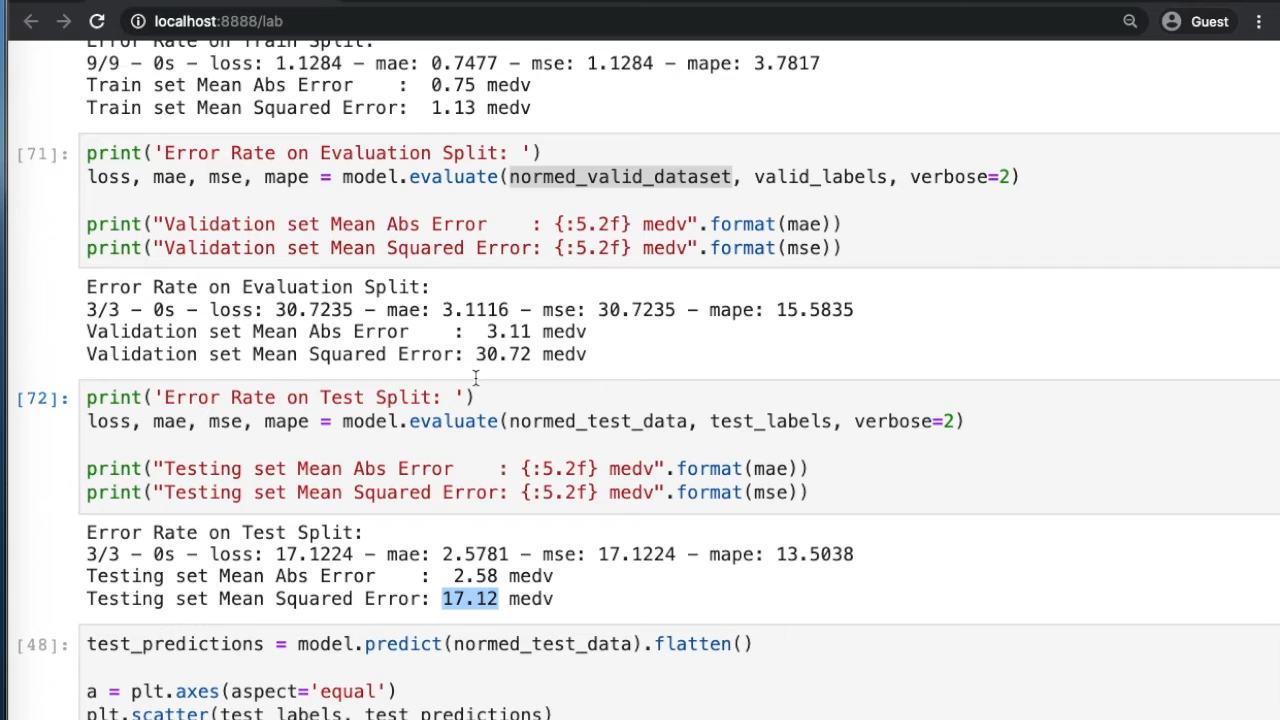 localhost:8888/lab
Guest
Error Rate on Train Split:
9/9 - 0s - loss: 1.1284 - mae: 0.7477 - mse: 1.1284 - mape: 3.7817
Train set Mean Abs Error    :  0.75 medv
Train set Mean Squared Error:  1.13 medv
[71]: print('Error Rate on Evaluation Split: ')
loss, mae, mse, mape = model.evaluate(normed_valid_dataset, valid_labels, verbose=2)
print("Validation set Mean Abs Error    : {:5.2f} medv".format(mae))
print("Validation set Mean Squared Error: {:5.2f} medv".format(mse))
Error Rate on Evaluation Split:
3/3 - 0s - loss: 30.7235 - mae: 3.1116 - mse: 30.7235 - mape: 15.5835
Validation set Mean Abs Error    :  3.11 medv
Validation set Mean Squared Error: 30.72 medv
[72]: print('Error Rate on Test Split: ')
loss, mae, mse, mape = model.evaluate(normed_test_data, test_labels, verbose=2)
print("Testing set Mean Abs Error    : {:5.2f} medv".format(mae))
print("Testing set Mean Squared Error: {:5.2f} medv".format(mse))
Error Rate on Test Split:
3/3 - 0s - loss: 17.1224 - mae: 2.5781 - mse: 17.1224 - mape: 13.5038
Testing set Mean Abs Error    :  2.58 medv
Testing set Mean Squared Error: 17.12 medv
[48]: test_predictions = model.predict(normed_test_data).flatten()
a = plt.axes(aspect='equal')
plt.scatter(test_labels, test_predictions)